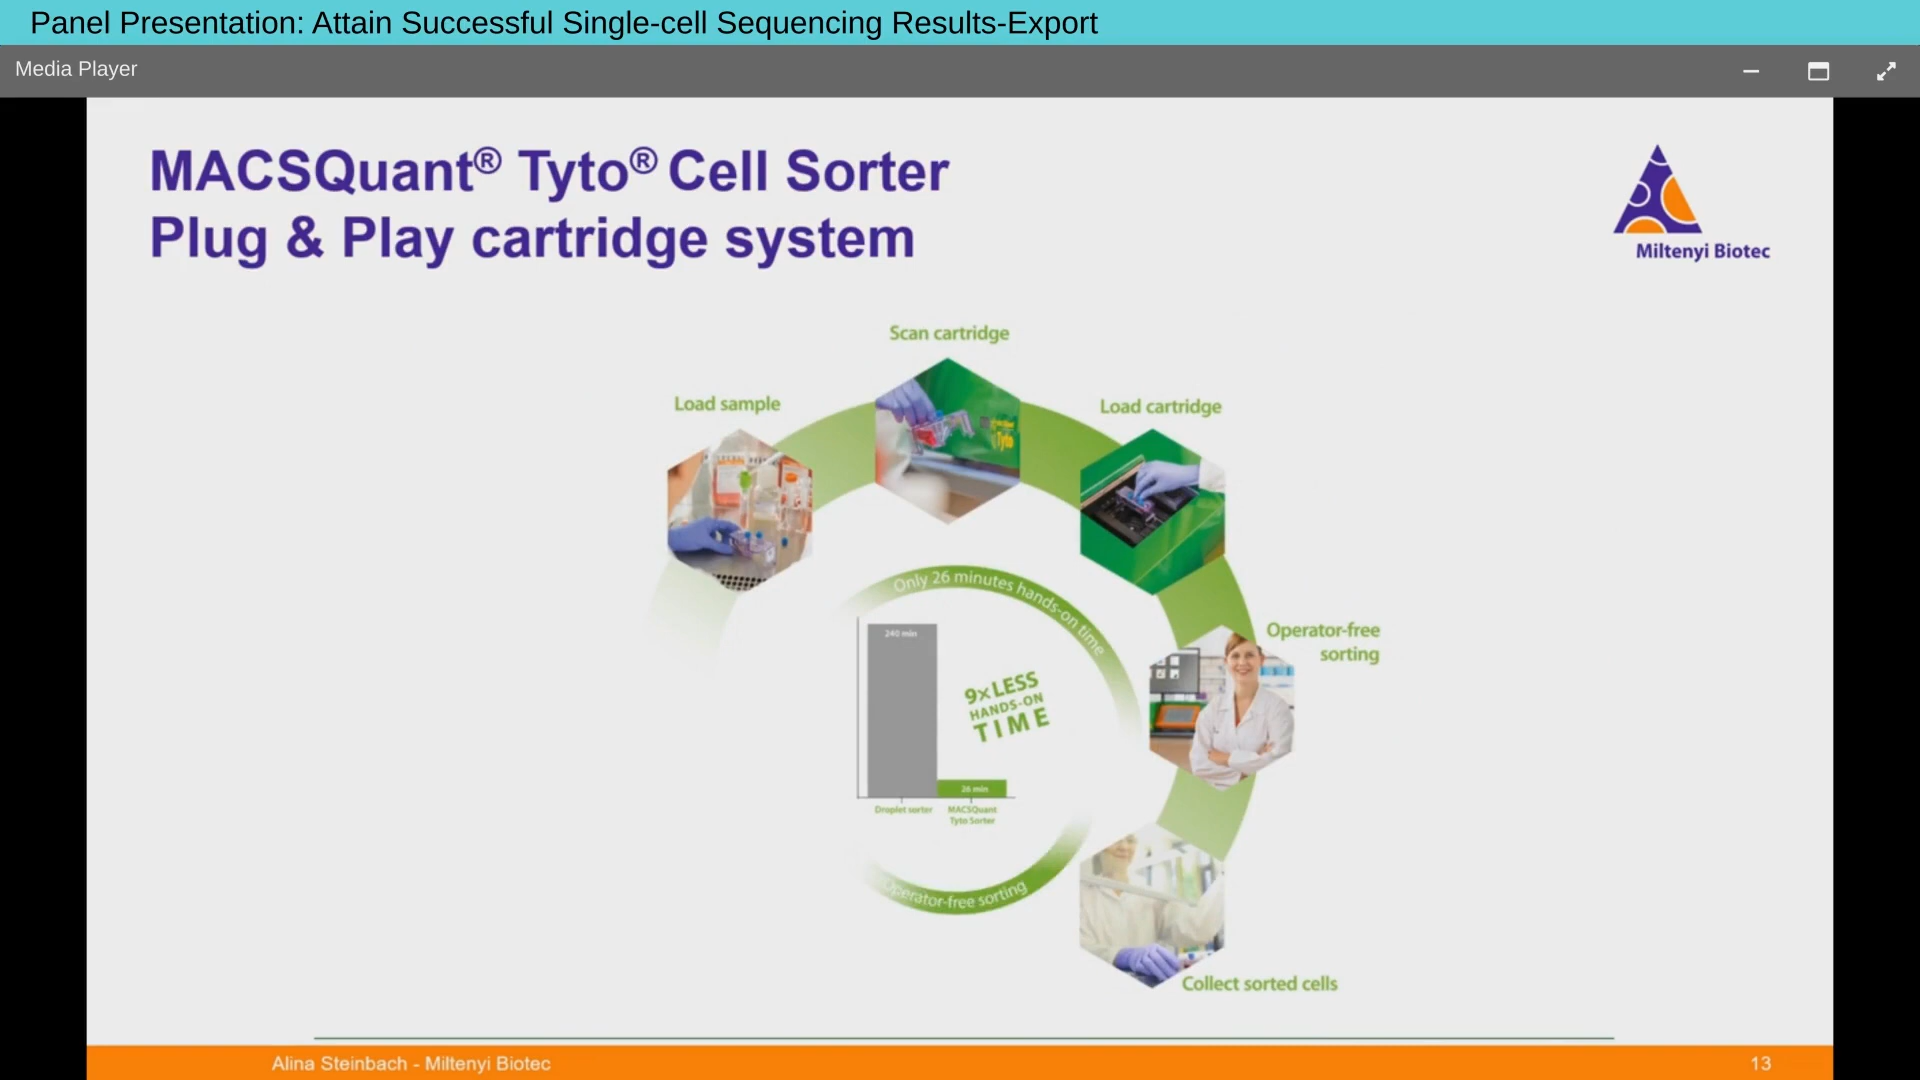 Panel Presentation: Attain Successful Single-cell Sequencing Results-Export
Media Player
MACSQuant® Tyto® Cell Sorter
Plug & Play cartridge system
Miltenyi Biotec
Scan cartridge
Load sample
Load cartridge
Tyto
Only 26 minutes hands-on time
Operator-free
sorting
240 min
9x LESS
HANDS-ON
TIME
26 min
Droplet sorter
MACSQuant
Tyto Sorter
Operator-free sorting
Collect sorted cells
Alina Steinbach - Miltenyi Biotec
13